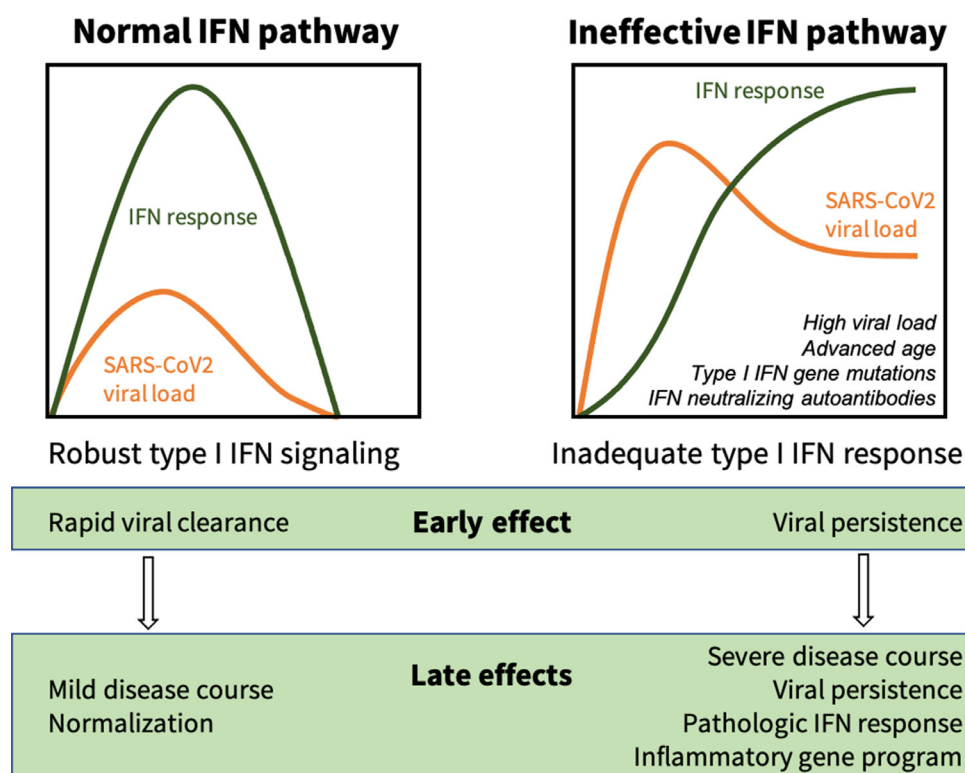 Normal IFN pathway
IFN response
SARS-CoV2
viral load
Robust type I IFN signaling
Ineffective IFN pathway
IFN response
SARS-CoV2
viral load
High viral load
Advanced age
Type I IFN gene mutations
IFN neutralizing autoantibodies
Inadequate type I IFN response
Rapid viral clearance
Early effect
Viral persistence
Mild disease course
Normalization
Late effects
Severe disease course
Viral persistence
Pathologic IFN response
Inflammatory gene program